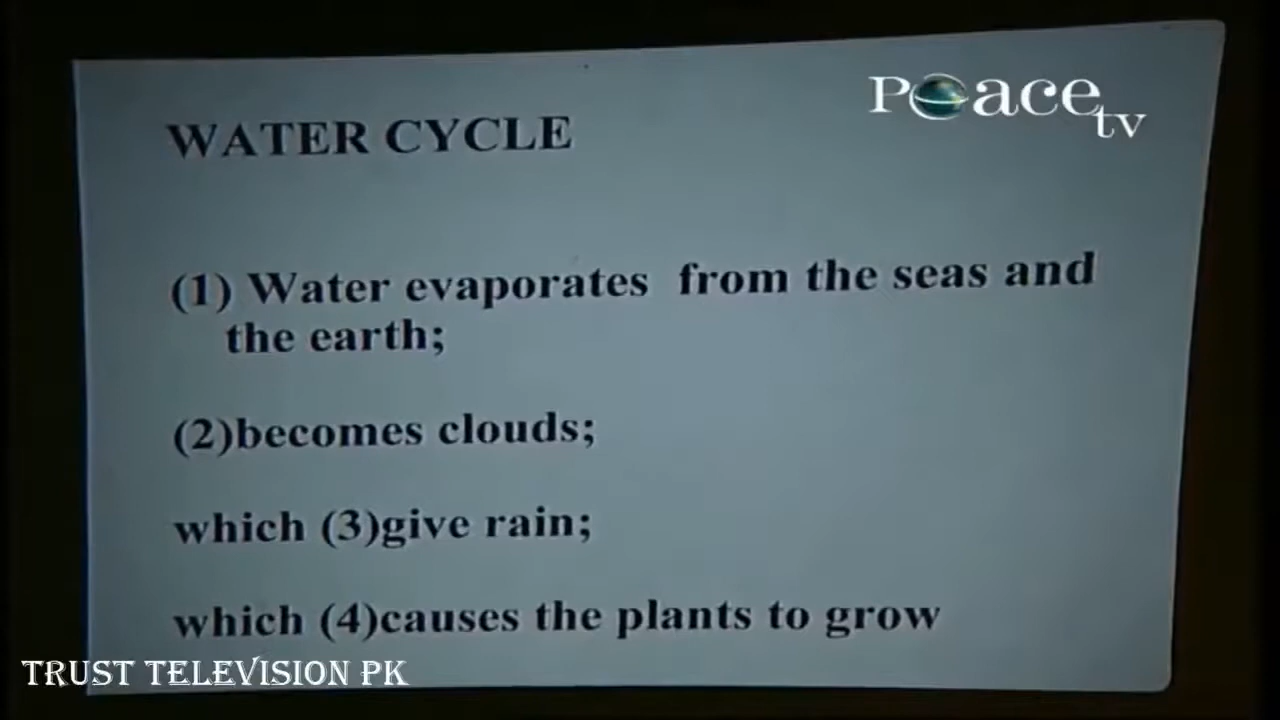 Peace tv
WATER CYCLE
(1) Water evaporates from the seas and
the earth;
(2)becomes clouds;
which (3)give rain;
which (4)causes the plants to grow
TRUST TELEVISION PK